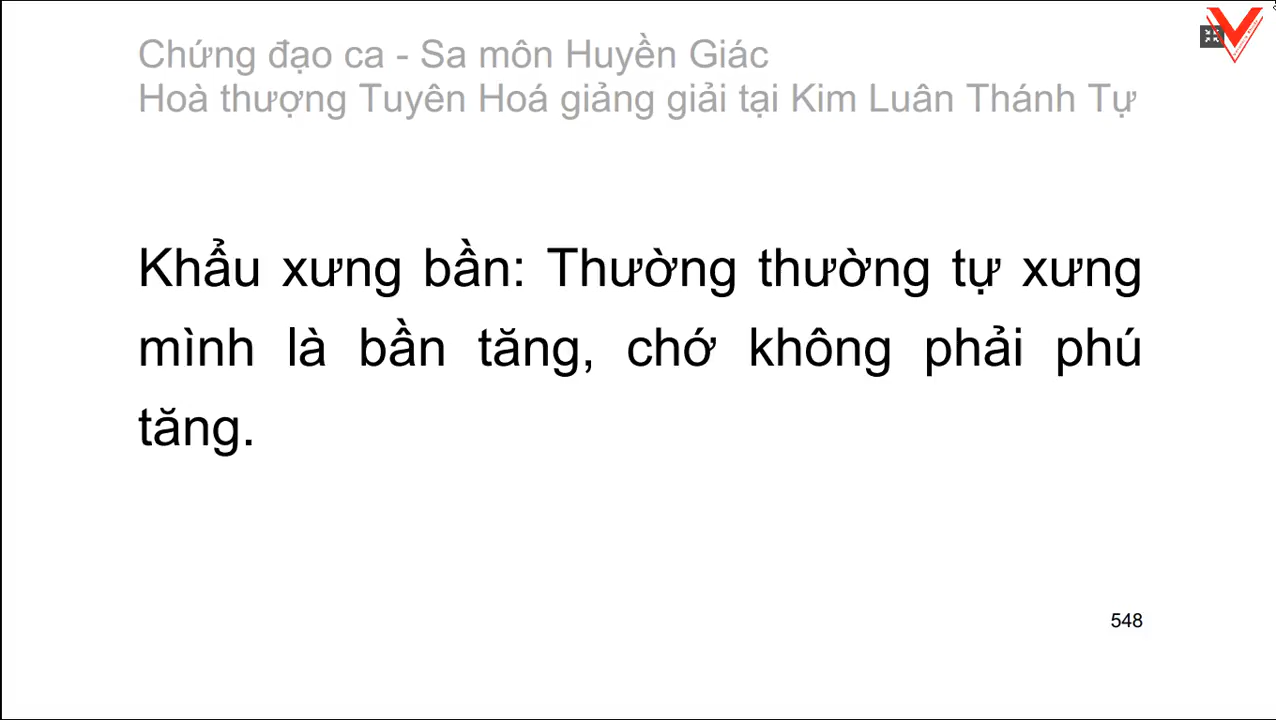 Chứng đạo ca - Sa môn Huyền Giác
Hoà thượng Tuyên Hoá giảng giải tại Kim Luân Thánh Tự
Khẩu xưng bần: Thường thường tự xưng
mình là bần tăng, chớ không phải phú
tăng.
548